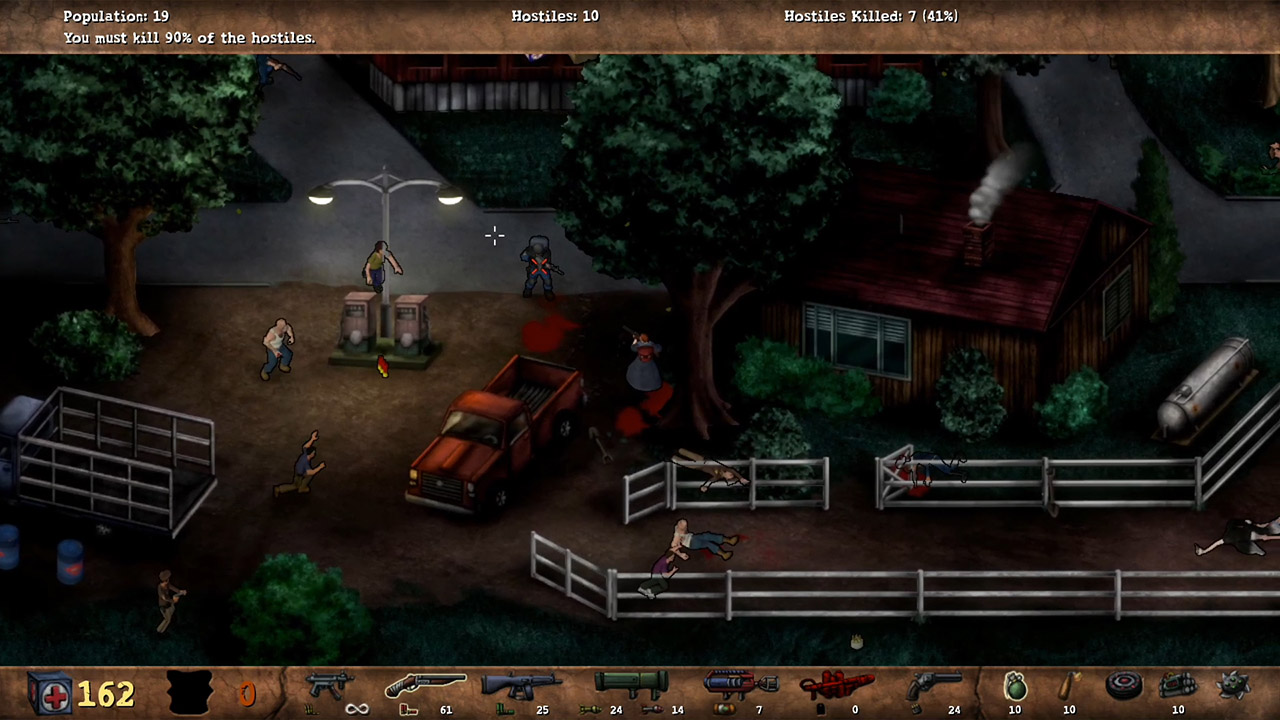 Population: 19 Hostiles: 10 Hostiles Killed: 7 (41%)
You must kill 90% of the hostiles.
162 0 ∞ 61 25 24 14 7 0 24 10 10 10